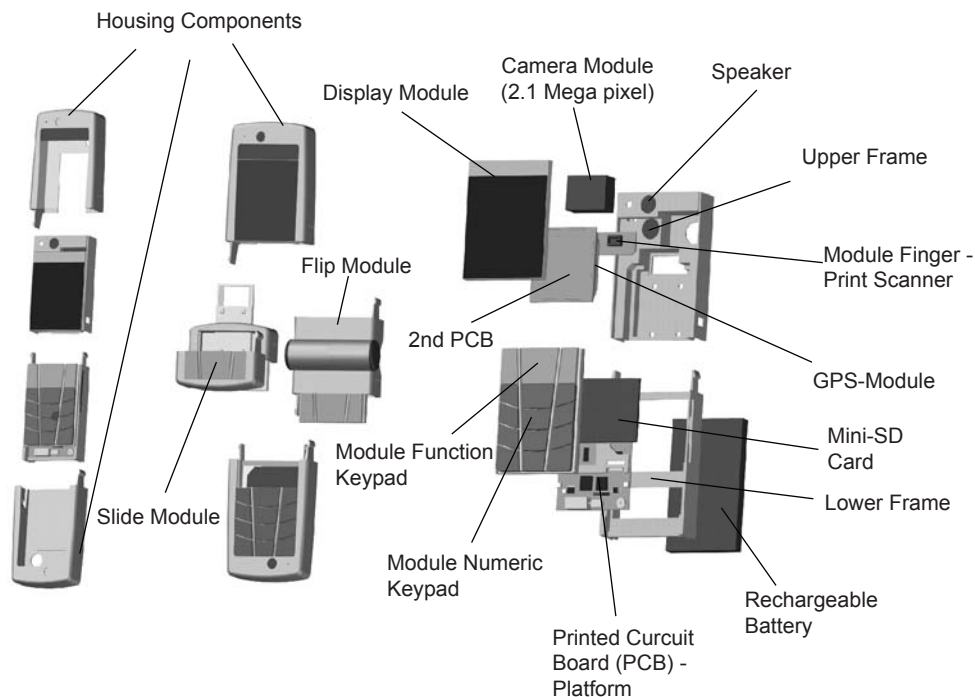 Housing Components
Camera Module
(2.1 Mega pixel)
Speaker
Display Module
Upper Frame
Module Finger -
Print Scanner
Flip Module
2nd PCB
GPS-Module
Mini-SD
Card
Module Function
Keypad
Lower Frame
Slide Module
Module Numeric
Keypad
Rechargeable
Battery
Printed Curcuit
Board (PCB) -
Platform